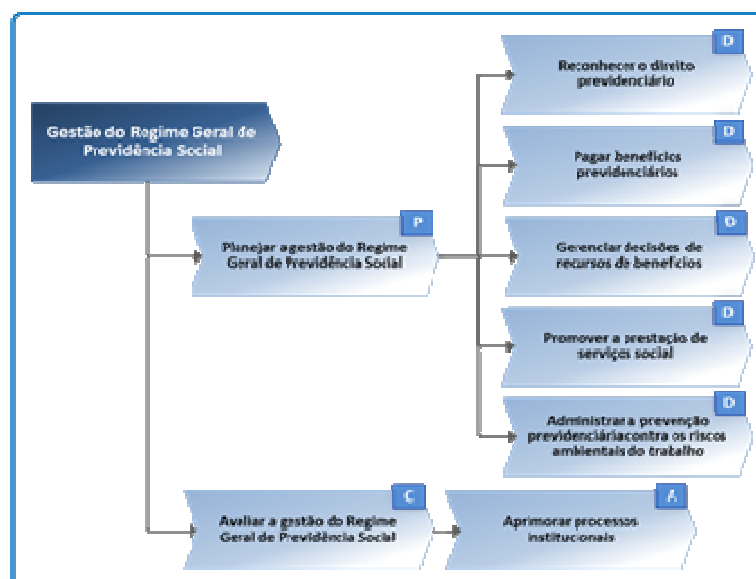 Gestão do Regime Geral de
Previdência Social
P
Planejar a gestão do Regime
Geral de Previdência Social
D
Reconhecer o direito
previdenciário
D
Pagar benefícios
previdenciários
D
Gerenciar decisões de
recursos de benefícios
D
Promover a prestação de
serviços social
D
Administrar a prevenção
previdenciáriacontra os riscos
ambientais do trabalho
C
Avaliar a gestão do Regime
Geral de Previdência Social
A
Aprimorar processos
institucionais